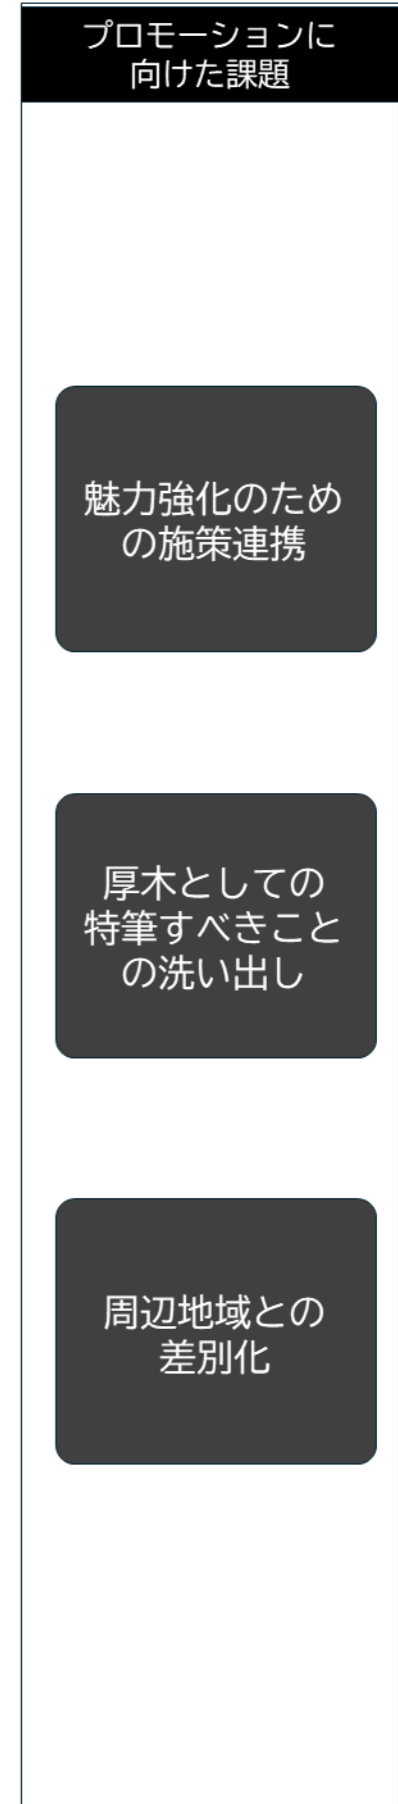 プロモーションに
向けた課題
魅力強化のため
の施策連携
厚木としての
特筆すべきこと
の洗い出し
周辺地域との
差別化